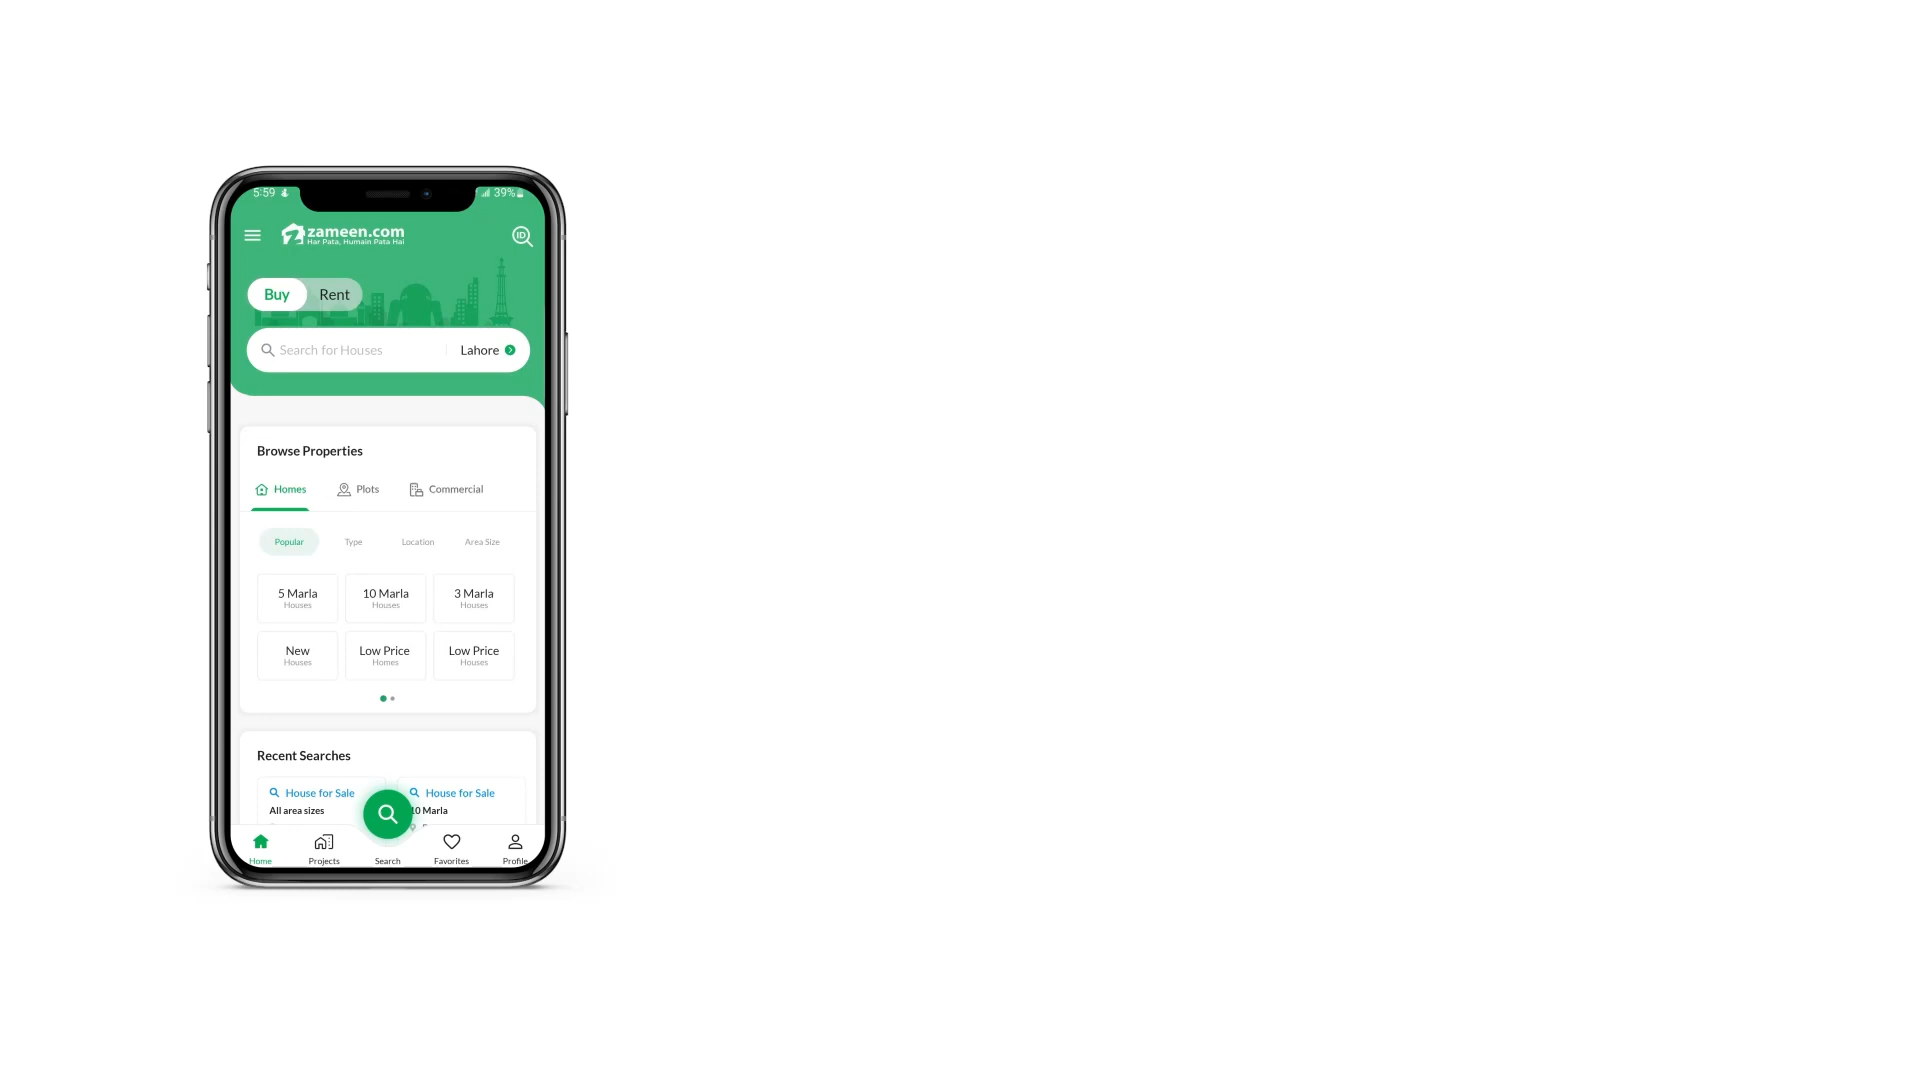 5:59
39%
zameen.com
Har Pata, Humain Pata Hai
ID
Buy Rent
Search for Houses Lahore
Browse Properties
Homes Plots Commercial
Popular Type Location Area Size
5 Marla 10 Marla 3 Marla
Houses Houses Houses
New Low Price Low Price
Houses Homes Houses
Recent Searches
House for Sale House for Sale
All area sizes 10 Marla
Home Projects Search Favorites Profile